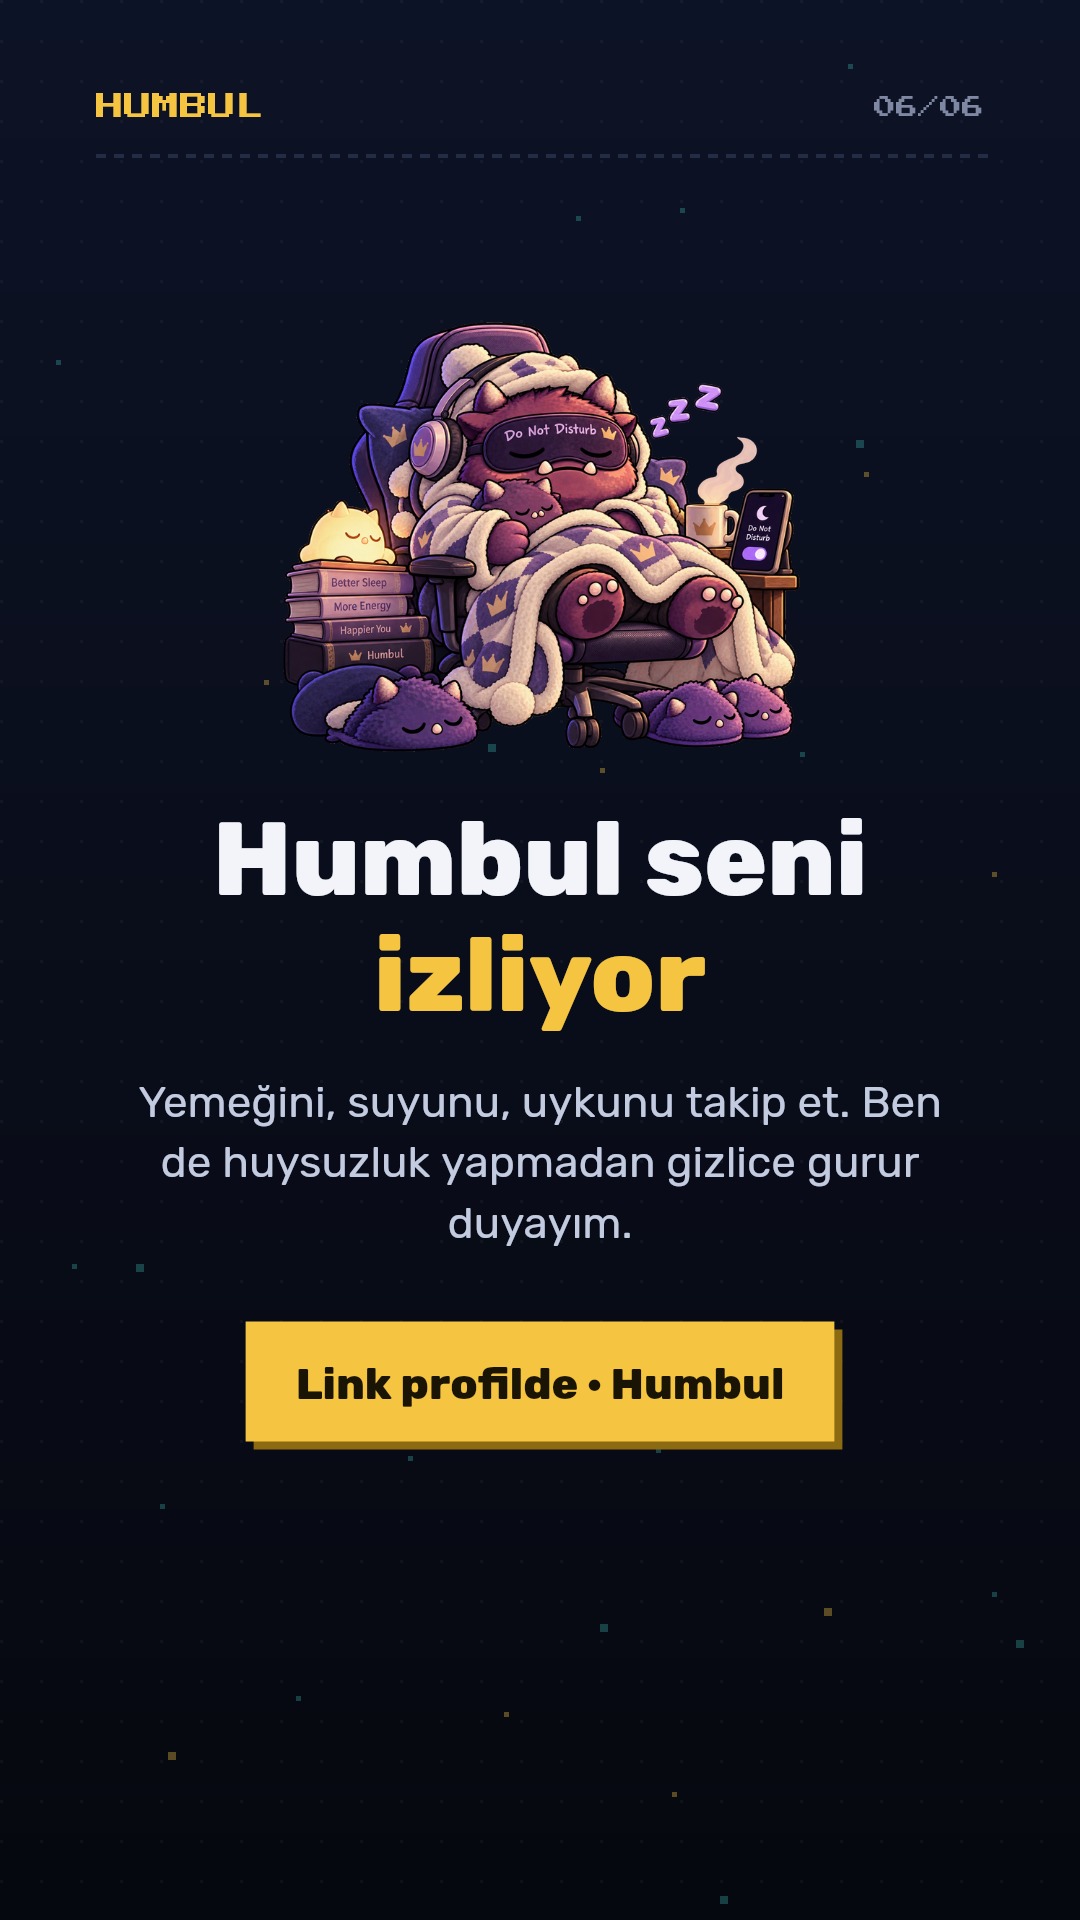 HUMBUL
06/06
Do Not Disturb
z z z
Do Not
Disturb
Better Sleep
More Energy
Happier You
Humbul
Humbul seni
izliyor
Yemeğini, suyunu, uykunu takip et. Ben
de huysuzluk yapmadan gizlice gurur
duyayım.
Link profilde • Humbul